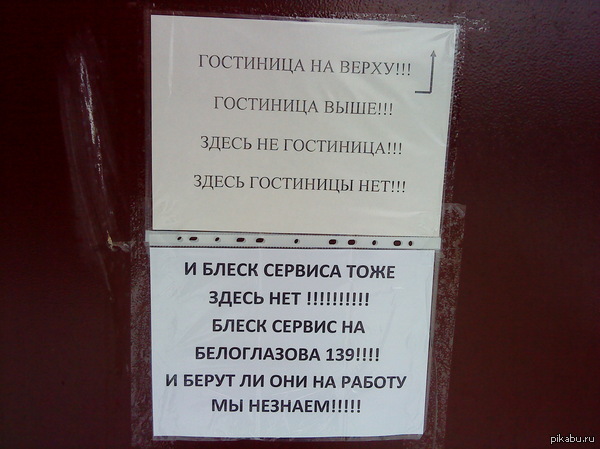 ГОСТИНИЦА НА ВЕРХУ!!!
ГОСТИНИЦА ВЫШЕ!!!
ЗДЕСЬ НЕ ГОСТИНИЦА!!!
ЗДЕСЬ ГОСТИНИЦЫ НЕТ!!!
И БЛЕСК СЕРВИСА ТОЖЕ
ЗДЕСЬ НЕТ !!!!!!!!!!
БЛЕСК СЕРВИС НА
БЕЛОГЛАЗОВА 139!!!!
И БЕРУТ ЛИ ОНИ НА РАБОТУ
МЫ НЕЗНАЕМ!!!!!
pikabu.ru